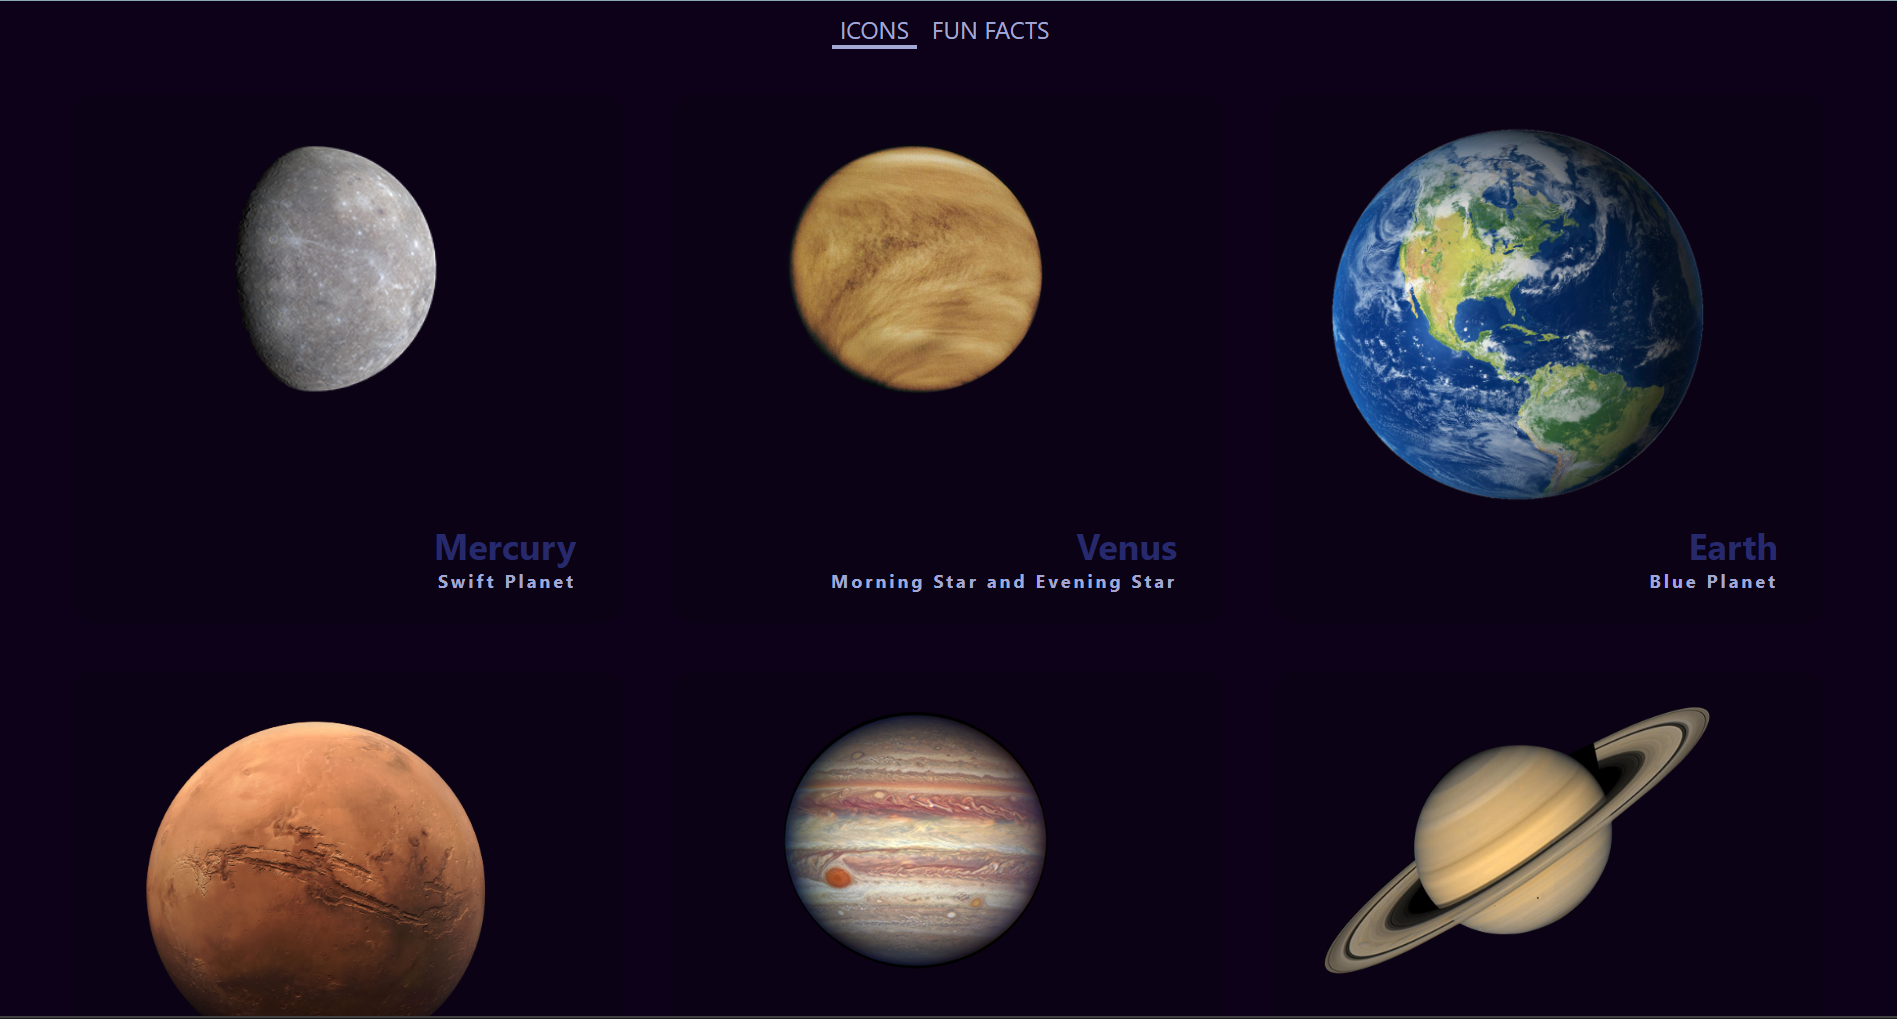 ICONS FUN FACTS
Mercury
Swift Planet
Venus
Morning Star and Evening Star
Earth
Blue Planet